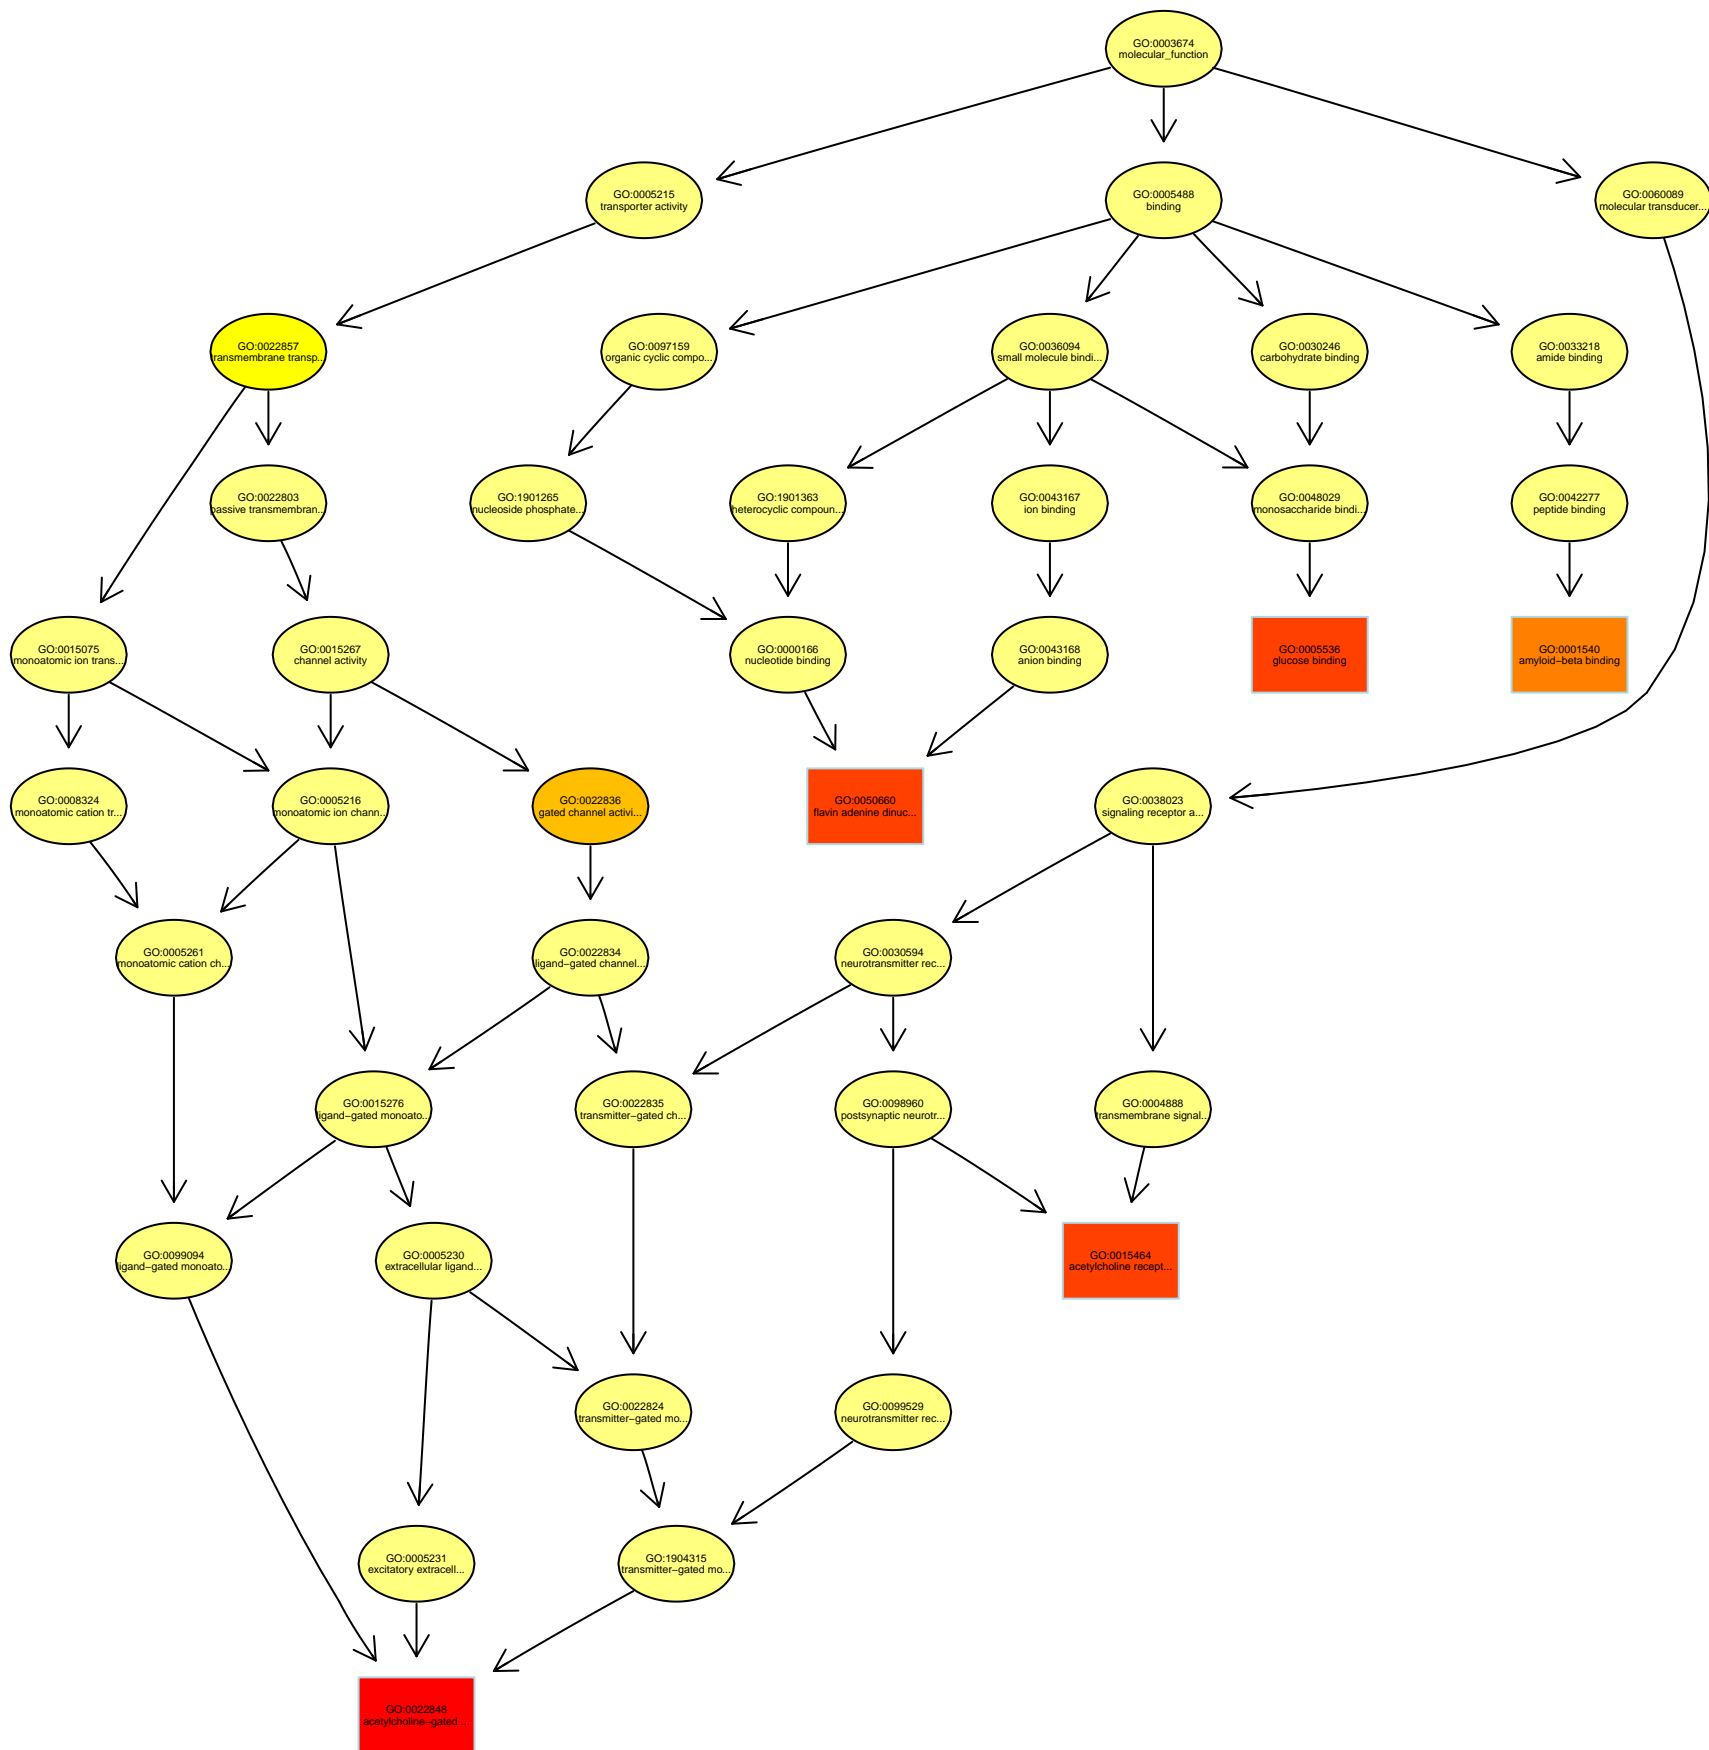 GO:0003674
molecular_function
GO:0005215
transporter activity
GO:0005488
binding
GO:0060089
molecular transducer...
GO:0022857
transmembrane transp...
GO:0097159
organic cyclic compo...
GO:0036094
small molecule bindi...
GO:0030246
carbohydrate binding
GO:0033218
amide binding
GO:0022803
passive transmembran...
GO:1901265
nucleoside phosphate...
GO:1901363
heterocyclic compoun...
GO:0043167
ion binding
GO:0048029
monosaccharide bindi...
GO:0042277
peptide binding
GO:0015075
monoatomic ion trans...
GO:0015267
channel activity
GO:0000166
nucleotide binding
GO:0043168
anion binding
GO:0005536
glucose binding
GO:0001540
amyloid−beta binding
GO:0008324
monoatomic cation tr...
GO:0005216
monoatomic ion chann...
GO:0022836
gated channel activi...
GO:0050660
flavin adenine dinuc...
GO:0038023
signaling receptor a...
GO:0005261
monoatomic cation ch...
GO:0022834
ligand−gated channel...
GO:0030594
neurotransmitter rec...
GO:0015276
ligand−gated monoato...
GO:0022835
transmitter−gated ch...
GO:0098960
postsynaptic neurotr...
GO:0004888
transmembrane signal...
GO:0099094
ligand−gated monoato...
GO:0005230
extracellular ligand...
GO:0015464
acetylcholine recept...
GO:0022824
transmitter−gated mo...
GO:0099529
neurotransmitter rec...
GO:0005231
excitatory extracell...
GO:1904315
transmitter−gated mo...
GO:0022848
acetylcholine−gated ...